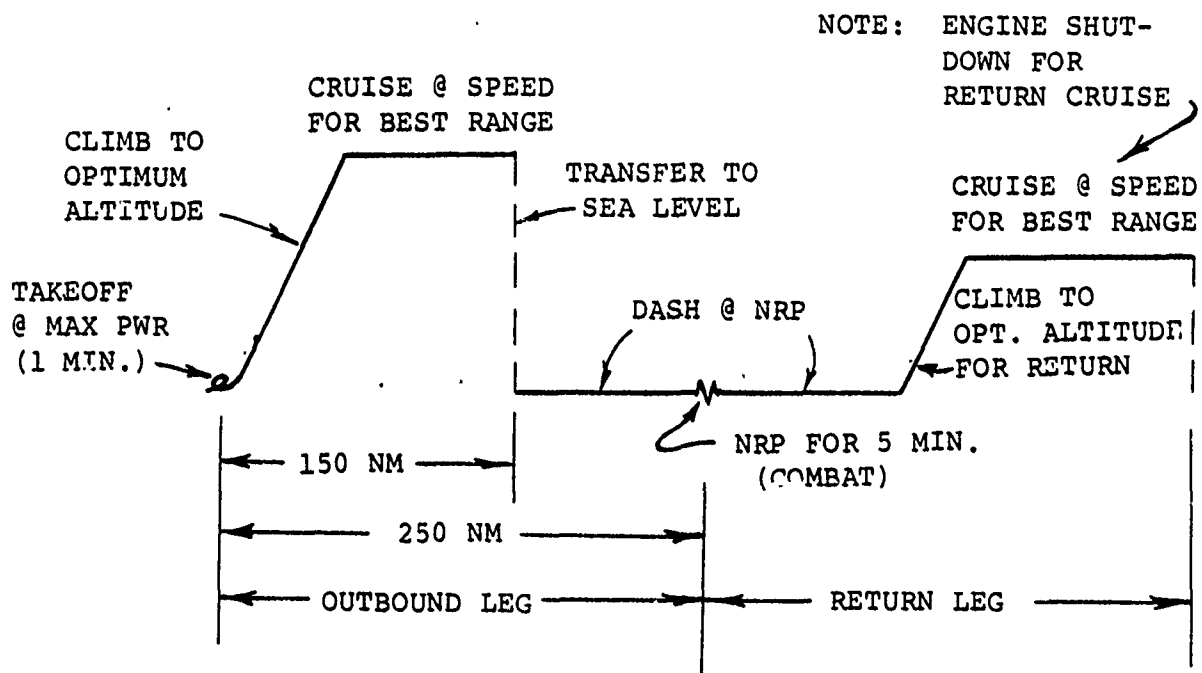 NOTE: ENGINE SHUT-
DOWN FOR
RETURN CRUISE
CRUISE @ SPEED
FOR BEST RANGE
CLIMB TO
OPTIMUM
ALTITUDE
TRANSFER TO
SEA LEVEL
CRUISE @ SPEED
FOR BEST RANGE
TAKEOFF
@ MAX PWR
(1 MIN.)
DASH @ NRP
CLIMB TO
OPT. ALTITUDE
FOR RETURN
NRP FOR 5 MIN.
(COMBAT)
150 NM
250 NM
OUTBOUND LEG
RETURN LEG